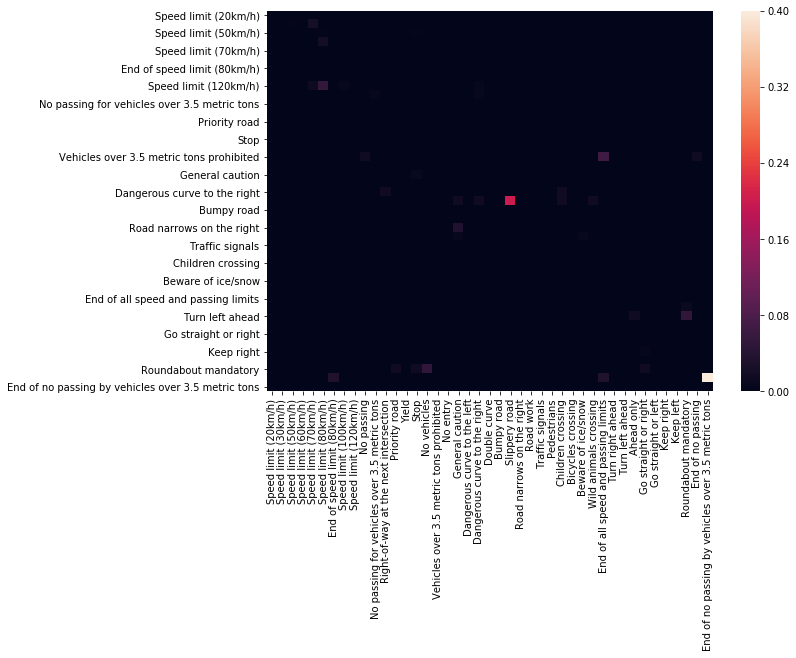 Speed limit (20km/h)
Speed limit (50km/h)
Speed limit (70km/h)
End of speed limit (80km/h)
Speed limit (120km/h)
No passing for vehicles over 3.5 metric tons
Priority road
Stop
Vehicles over 3.5 metric tons prohibited
General caution
Dangerous curve to the right
Bumpy road
Road narrows on the right
Traffic signals
Children crossing
Beware of ice/snow
End of all speed and passing limits
Turn left ahead
Go straight or right
Keep right
Roundabout mandatory
End of no passing by vehicles over 3.5 metric tons
Speed limit (20km/h)
Speed limit (30km/h)
Speed limit (50km/h)
Speed limit (60km/h)
Speed limit (70km/h)
Speed limit (80km/h)
End of speed limit (80km/h)
Speed limit (100km/h)
Speed limit (120km/h)
No passing
No passing for vehicles over 3.5 metric tons
Right-of-way at the next intersection
Priority road
Yield
Stop
No vehicles
Vehicles over 3.5 metric tons prohibited
No entry
General caution
Dangerous curve to the left
Dangerous curve to the right
Double curve
Bumpy road
Slippery road
Road narrows on the right
Road work
Traffic signals
Pedestrians
Children crossing
Bicycles crossing
Beware of ice/snow
Wild animals crossing
End of all speed and passing limits
Turn right ahead
Turn left ahead
Ahead only
Go straight or right
Go straight or left
Keep right
Keep left
Roundabout mandatory
End of no passing
End of no passing by vehicles over 3.5 metric tons
0.40
0.32
0.24
0.16
0.08
0.00